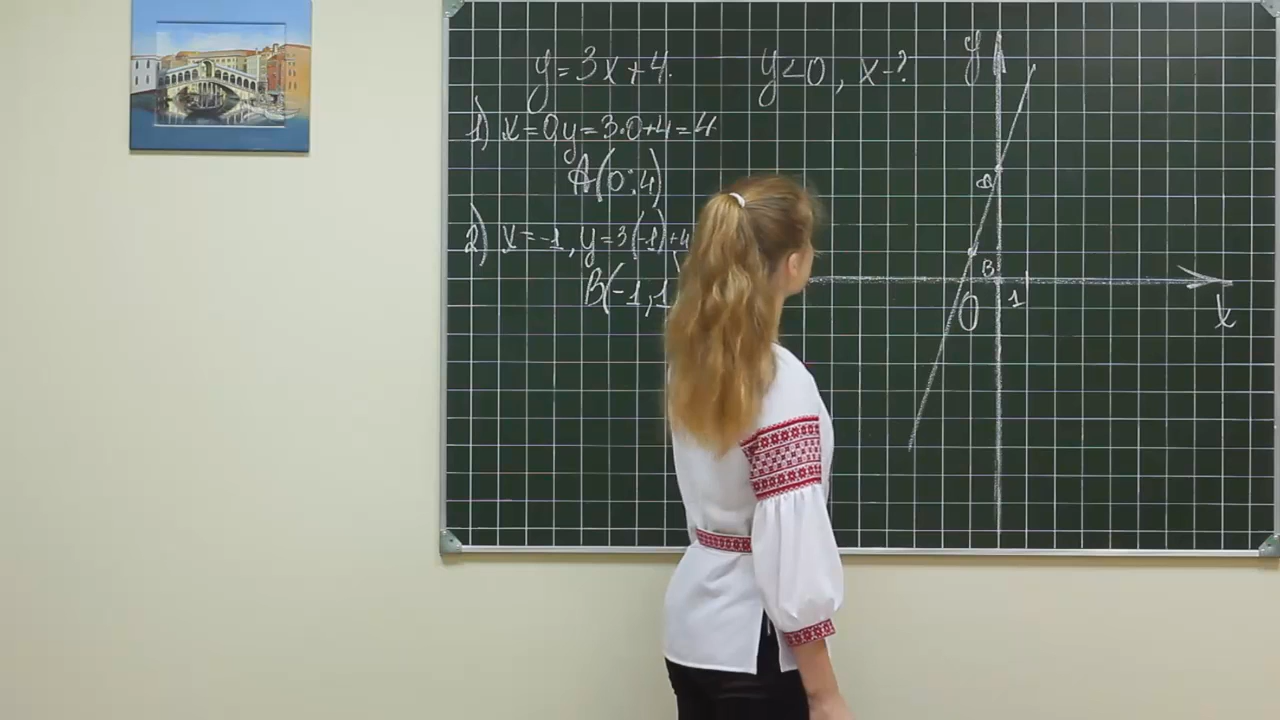 y=3x+4. y<0, x-?
1) x=0 y=3·0+4=4
A(0;4)
2) x=-1, y=3(-1)+4
B(-1;1
y
a
B
0
1
x